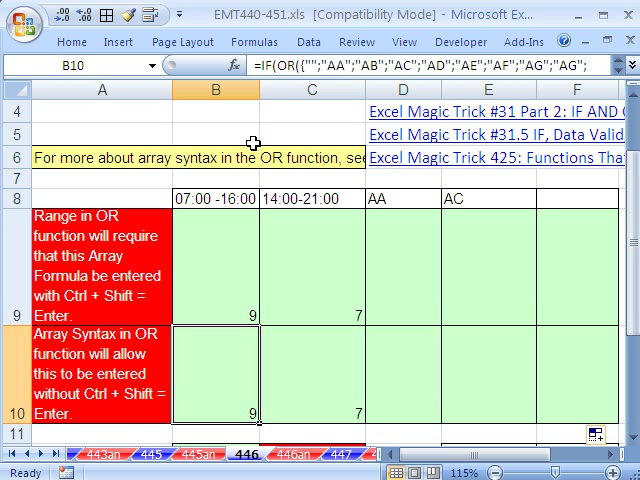 EMT440-451.xls [Compatibility Mode] - Microsoft Ex...
Home Insert Page Layout Formulas Data Review View Developer Add-Ins
B10 fx =IF(OR({"";"AA";"AB";"AC";"AD";"AE";"AF";"AG";"AG";
A B C D E F
4 Excel Magic Trick #31 Part 2: IF AND
5 Excel Magic Trick #31.5 IF, Data Valid
6 For more about array syntax in the OR function, see Excel Magic Trick 425: Functions Tha
7
8 07:00 -16:00 14:00-21:00 AA AC
Range in OR
function will require
that this Array
Formula be entered
with Ctrl + Shift =
9 Enter. 9 7
Array Syntax in OR
function will allow
this to be entered
without Ctrl + Shift =
10 Enter. 9 7
11
443an 445 445an 446 446an 447 4
Ready 115%